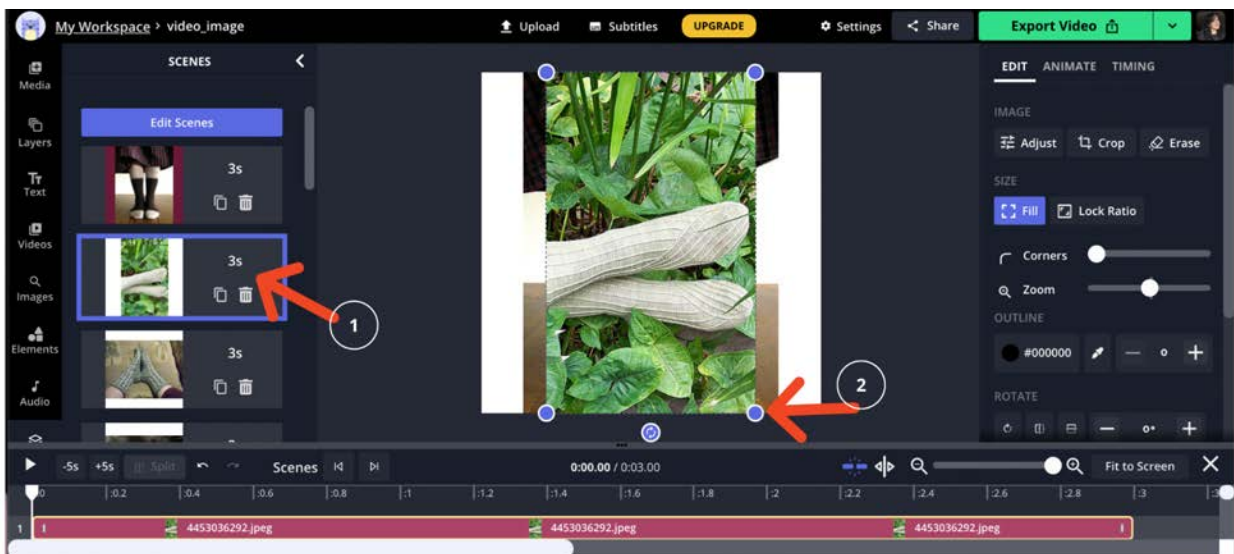 My Workspace > video_image
Upload
Subtitles
UPGRADE
Settings
Share
Export Video
Media
Layers
Text
Videos
Images
Elements
Audio
SCENES
Edit Scenes
3s
3s
3s
1
2
EDIT ANIMATE TIMING
IMAGE
Adjust Crop Erase
SIZE
Fill Lock Ratio
Corners
Zoom
OUTLINE
#000000 — 0 +
ROTATE
— 0° +
-5s +5s Split Scenes 0:00.00 / 0:03.00 Fit to Screen
:0 :0.2 :0.4 :0.6 :0.8 :1 :1.2 :1.4 :1.6 :1.8 :2 :2.2 :2.4 :2.6 :2.8 :3
1 4453036292.jpeg 4453036292.jpeg 4453036292.jpeg